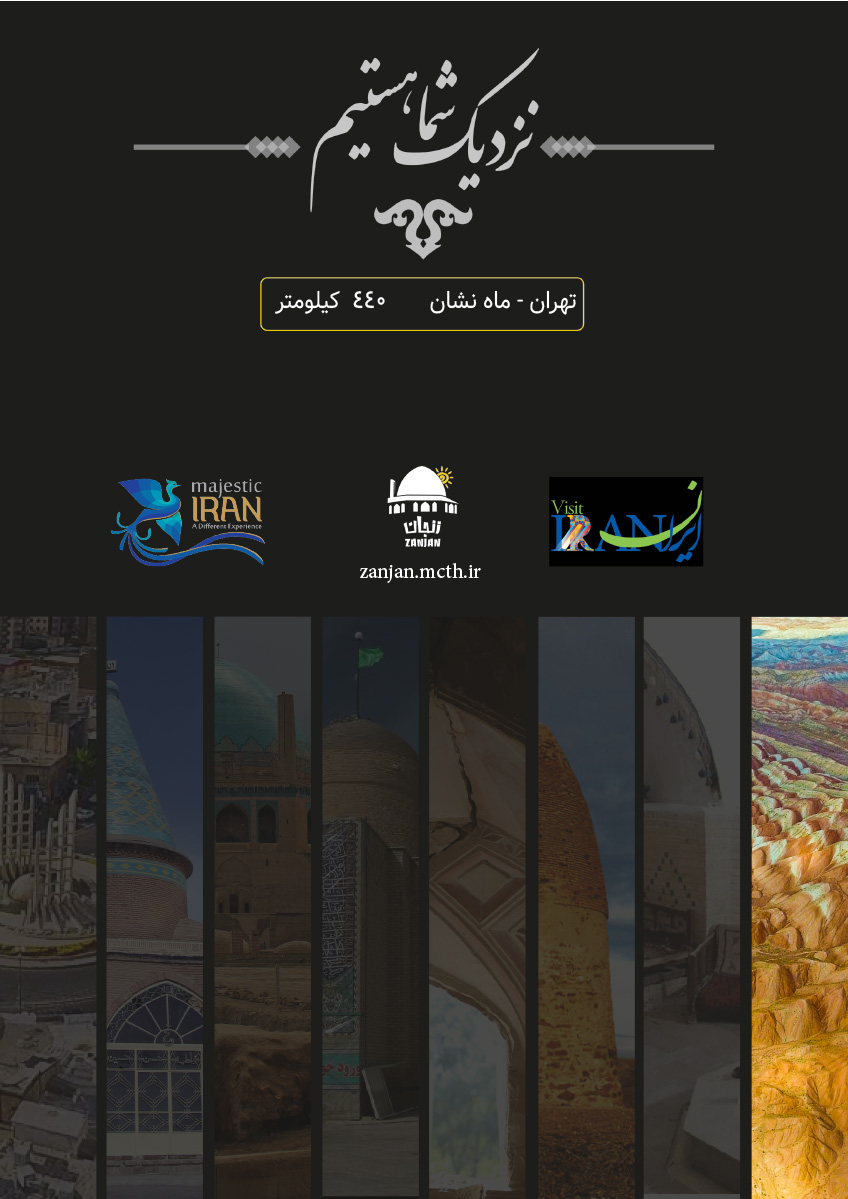 نزدیک شما هستیم
تهران - ماه نشان ٤٤٠ کیلومتر
majestic
IRAN
A Different Experience
زنجان
ZANJAN
zanjan.mcth.ir
Visit
IRAN
ایران
ورود